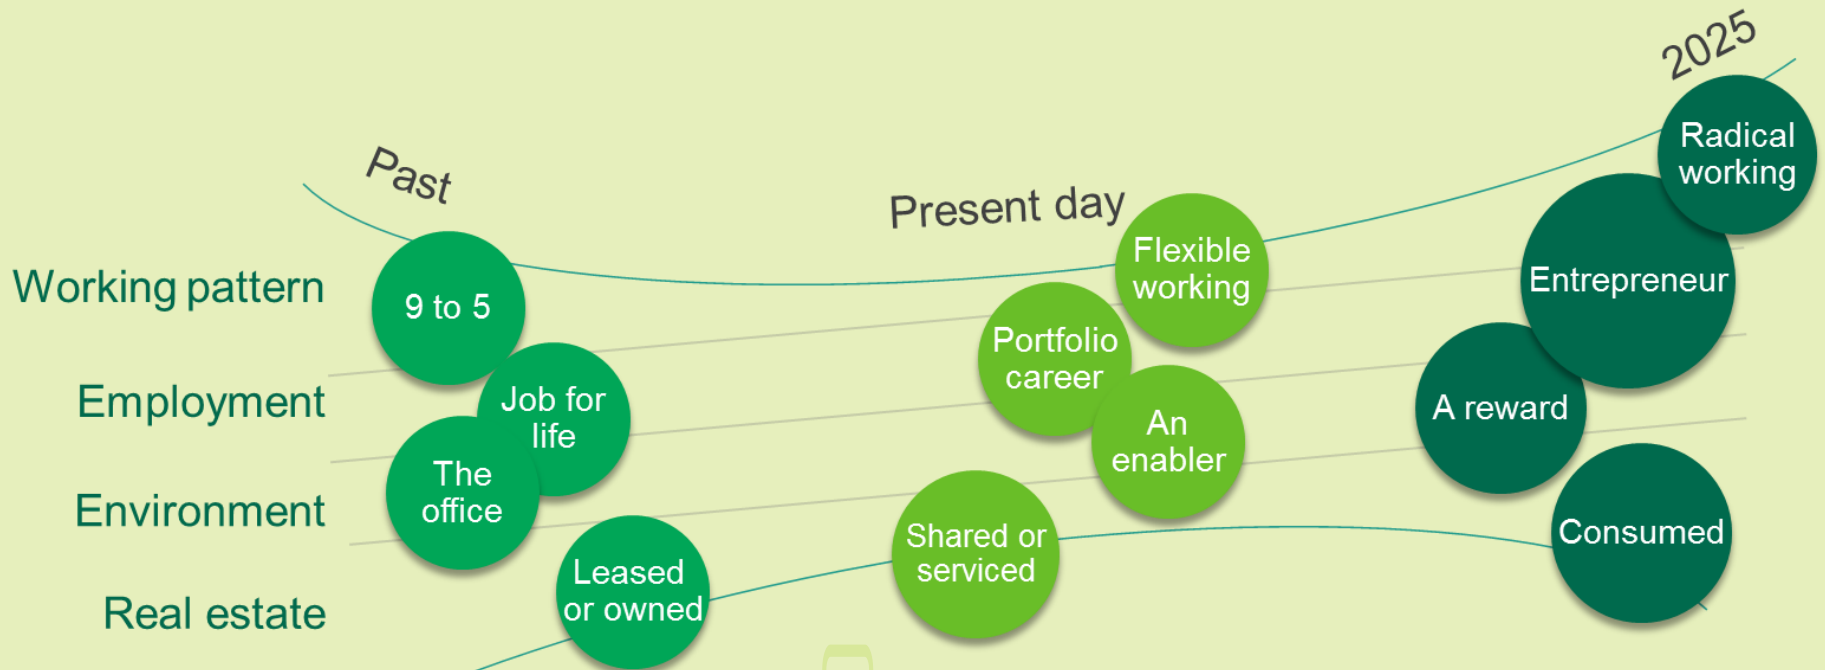 2025
Past
Present day
Working pattern
9 to 5
Flexible
working
Radical
working
Employment
Job for
life
Portfolio
career
Entrepreneur
Environment
The
office
An
enabler
A reward
Real estate
Leased
or owned
Shared or
serviced
Consumed